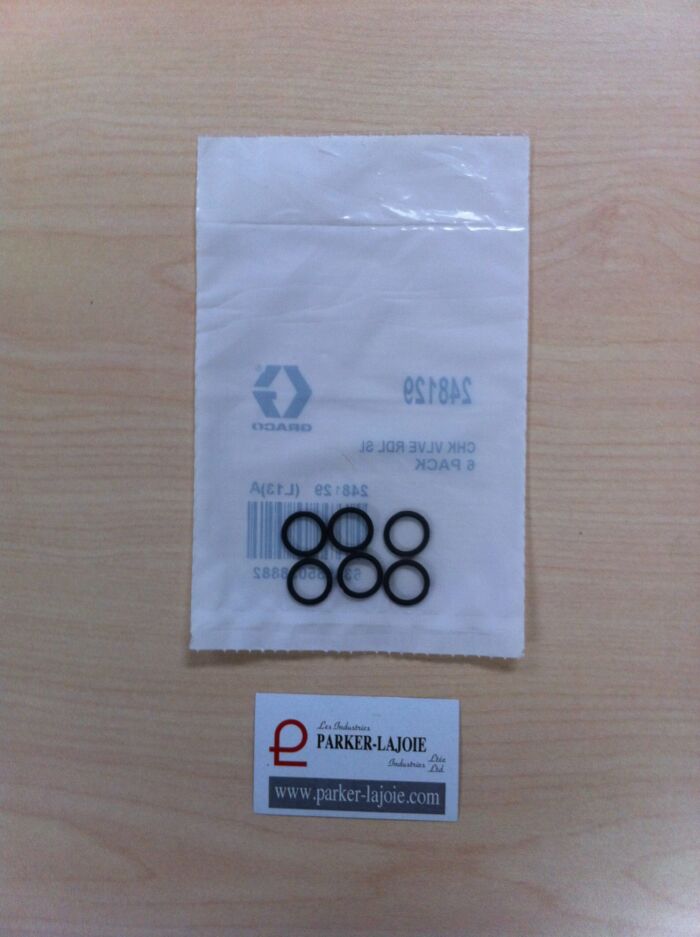 248129
GRACO
CHK VLVE RDL SL
6 PACK
248129 (L13)A
Les Industries
PARKER-LAJOIE
Industries
Ltée
Ltd.
www.parker-lajoie.com